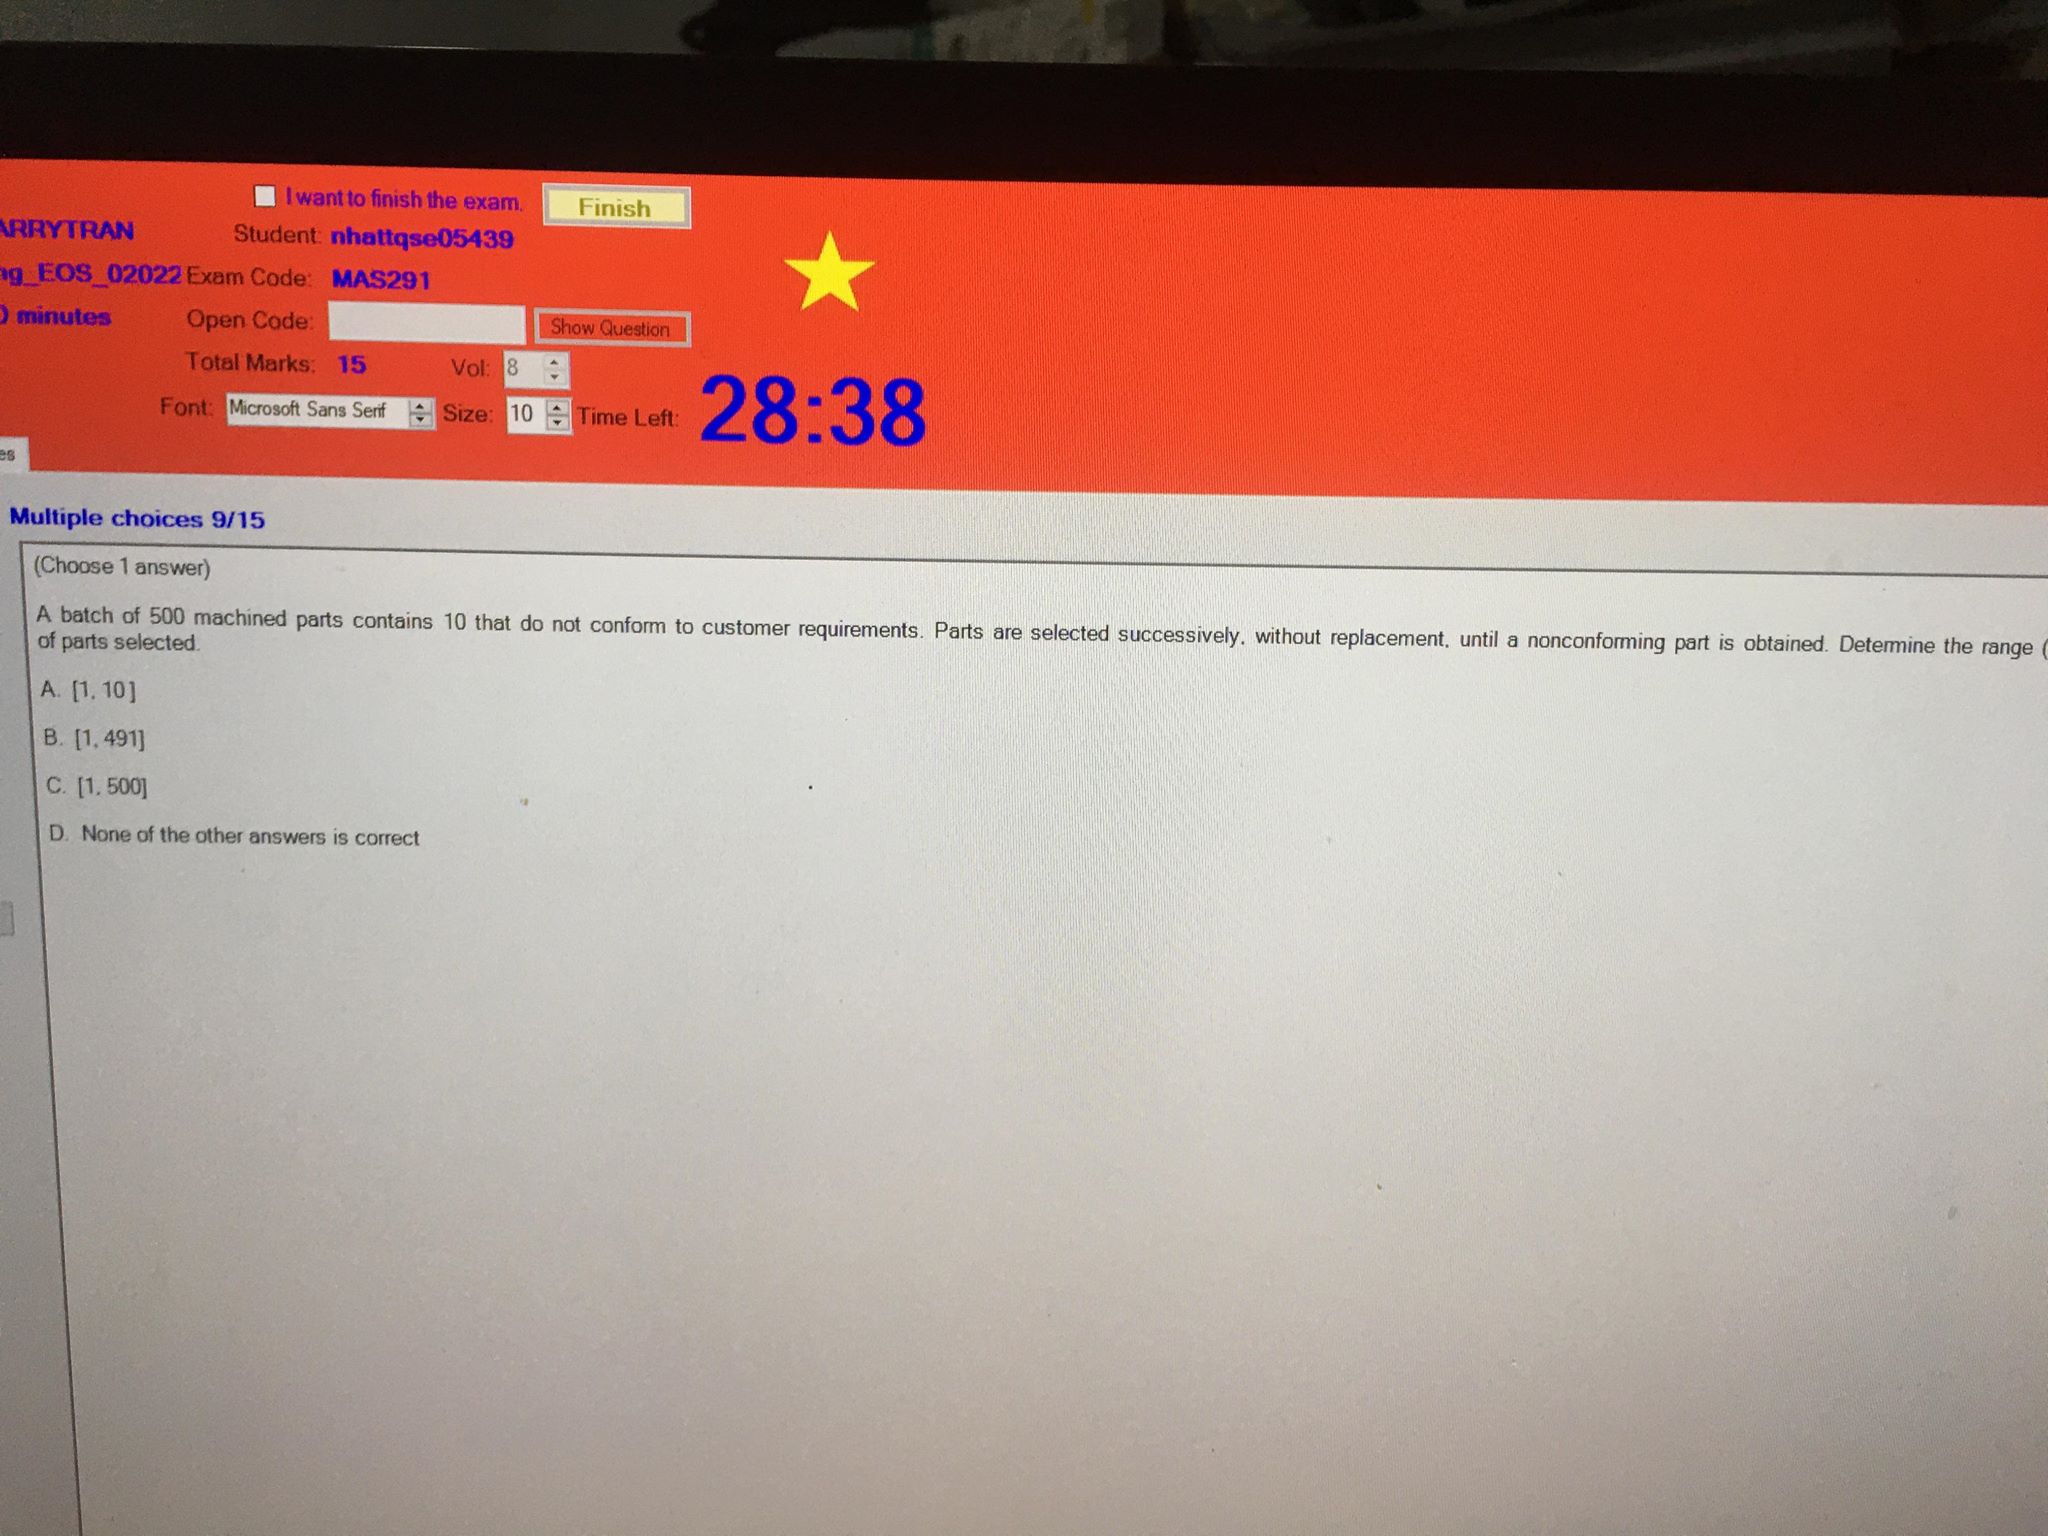 I want to finish the exam. Finish
ARRYTRAN Student: nhattqse05439
ng_EOS_02022 Exam Code: MAS291
0 minutes Open Code: Show Question
Total Marks: 15 Vol: 8
Font: Microsoft Sans Serif Size: 10 Time Left: 28:38
es
Multiple choices 9/15
(Choose 1 answer)
A batch of 500 machined parts contains 10 that do not conform to customer requirements. Parts are selected successively, without replacement, until a nonconforming part is obtained. Determine the range (
of parts selected.
A. [1, 10]
B. [1, 491]
C. [1, 500]
D. None of the other answers is correct